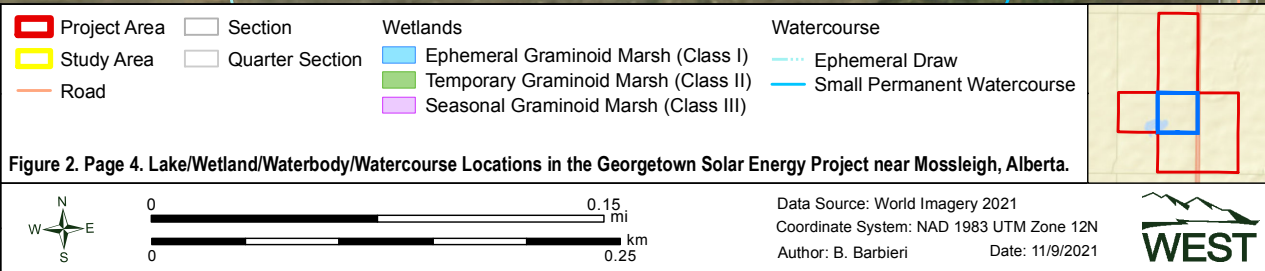 Project Area
Study Area
Road
Section
Quarter Section
Wetlands
Ephemeral Graminoid Marsh (Class I)
Temporary Graminoid Marsh (Class II)
Seasonal Graminoid Marsh (Class III)
Watercourse
Ephemeral Draw
Small Permanent Watercourse
Figure 2. Page 4. Lake/Wetland/Waterbody/Watercourse Locations in the Georgetown Solar Energy Project near Mossleigh, Alberta.
N
W E
S
0 0.15
mi
km
0 0.25
Data Source: World Imagery 2021
Coordinate System: NAD 1983 UTM Zone 12N
Author: B. Barbieri Date: 11/9/2021
WEST